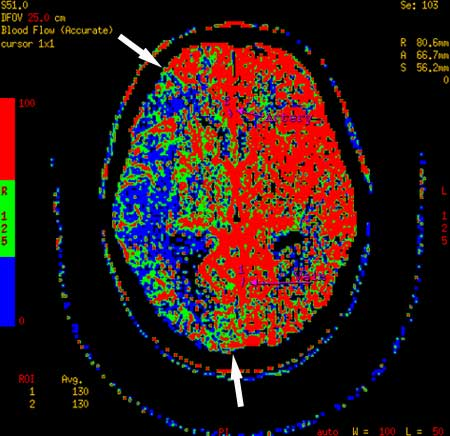 S51.0
Se: 103
DFOV 25.0 cm
Blood Flow (Accurate)
cursor 1x1
R 80.6mm
A 66.7mm
S 56.2mm
0
100
R
1
2
5
L
1
2
5
0
ROI Avg.
1 130
2 130
auto W = 100 L = 50